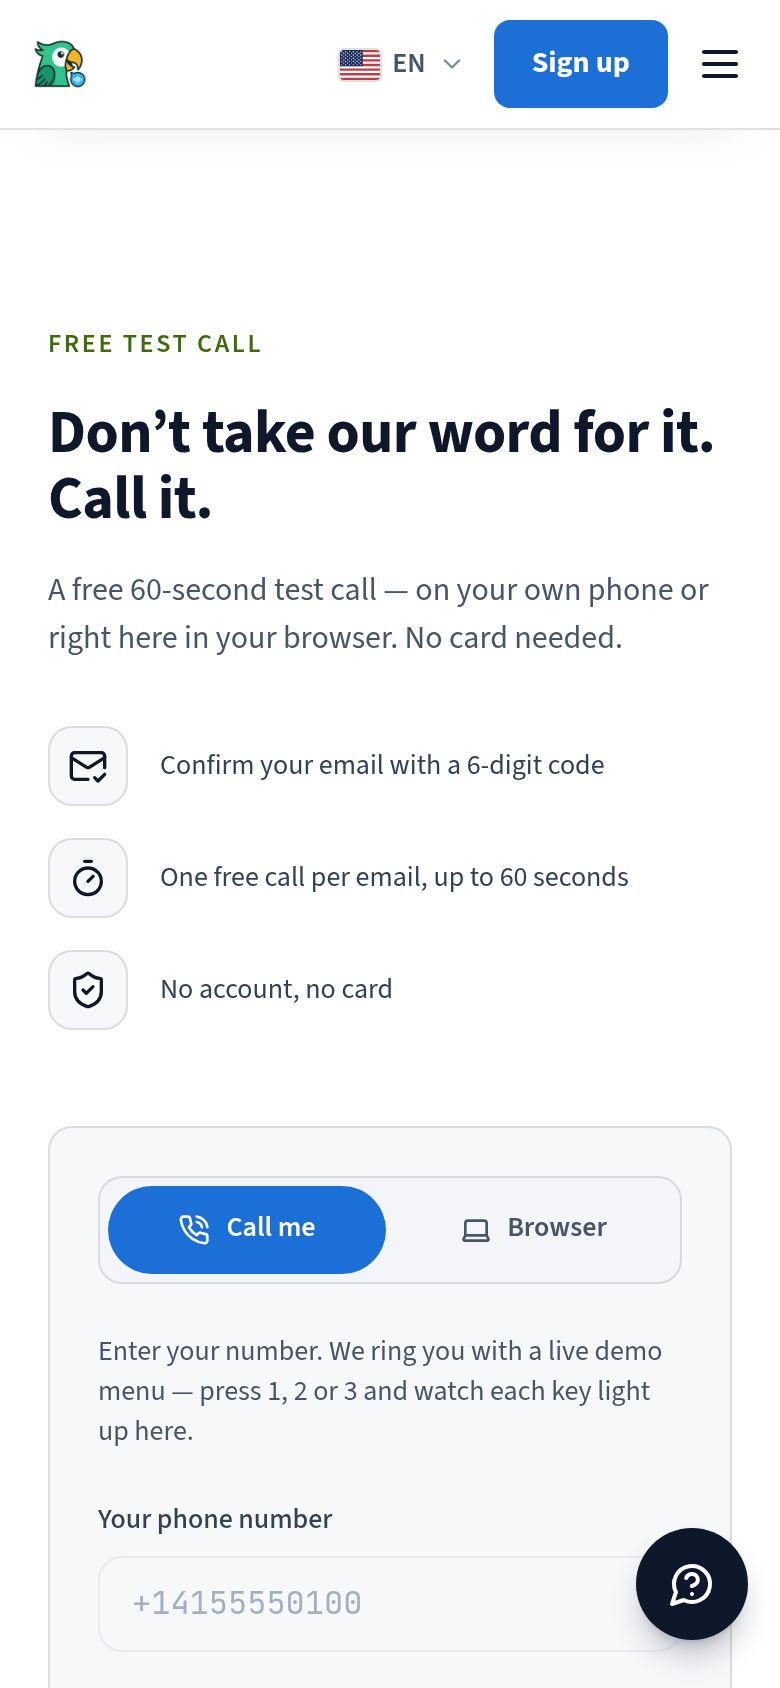 EN
Sign up
FREE TEST CALL
Don’t take our word for it.
Call it.
A free 60-second test call — on your own phone or
right here in your browser. No card needed.
Confirm your email with a 6-digit code
One free call per email, up to 60 seconds
No account, no card
Call me
Browser
Enter your number. We ring you with a live demo
menu — press 1, 2 or 3 and watch each key light
up here.
Your phone number
+14155550100